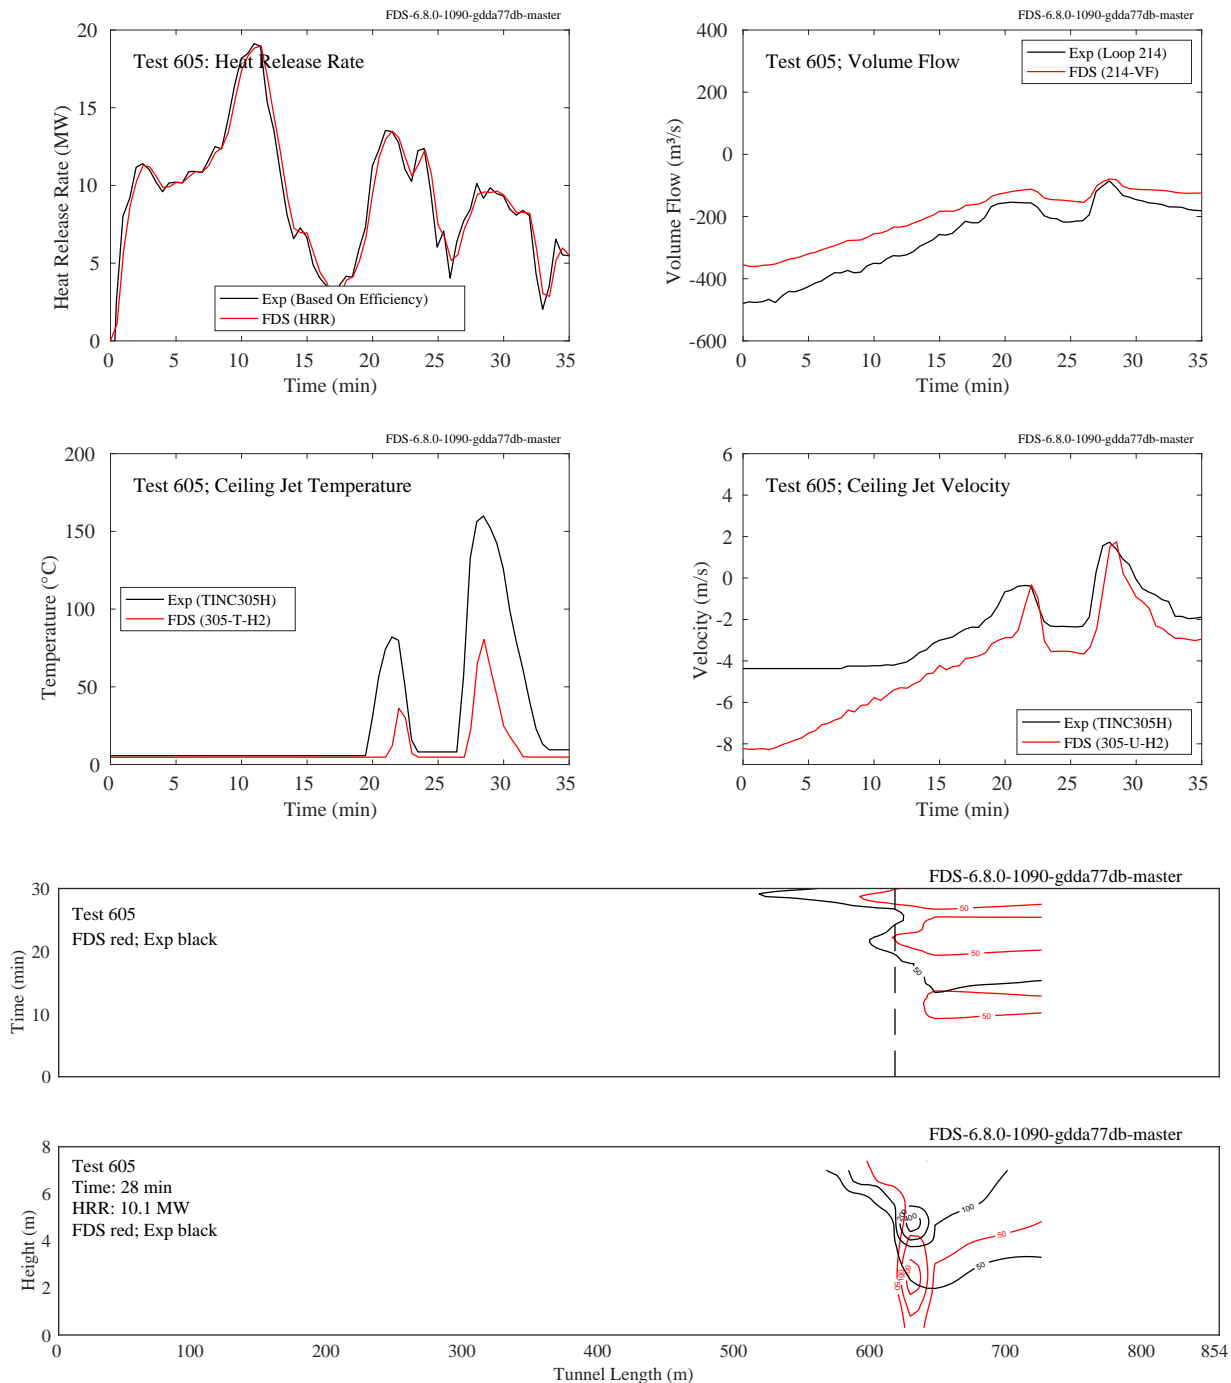 FDS-6.8.0-1090-gdda77db-master
Test 605: Heat Release Rate
Heat Release Rate (MW)
20
15
10
5
0
Exp (Based On Efficiency)
FDS (HRR)
0 5 10 15 20 25 30 35
Time (min)
FDS-6.8.0-1090-gdda77db-master
Test 605; Volume Flow
Exp (Loop 214)
FDS (214-VF)
Volume Flow (m³/s)
400
200
0
-200
-400
-600
0 5 10 15 20 25 30 35
Time (min)
FDS-6.8.0-1090-gdda77db-master
Test 605; Ceiling Jet Temperature
Temperature (°C)
200
150
100
50
0
Exp (TINC305H)
FDS (305-T-H2)
0 5 10 15 20 25 30 35
Time (min)
FDS-6.8.0-1090-gdda77db-master
Test 605; Ceiling Jet Velocity
Velocity (m/s)
6
4
2
0
-2
-4
-6
-8
Exp (TINC305H)
FDS (305-U-H2)
0 5 10 15 20 25 30 35
Time (min)
FDS-6.8.0-1090-gdda77db-master
Test 605
FDS red; Exp black
Time (min)
30
20
10
0
50
50
50
50
FDS-6.8.0-1090-gdda77db-master
Test 605
Time: 28 min
HRR: 10.1 MW
FDS red; Exp black
Height (m)
8
6
4
2
0
100
50
50
50
0 100 200 300 400 500 600 700 800 854
Tunnel Length (m)